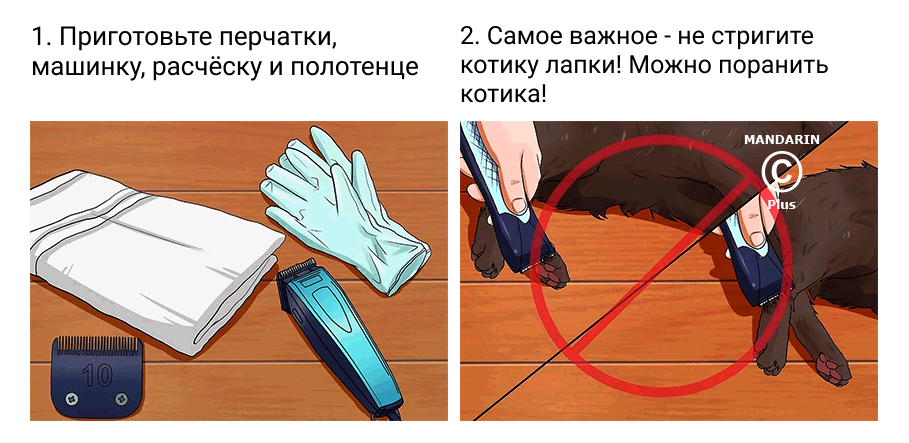 1. Приготовьте перчатки,
машинку, расчёску и полотенце
2. Самое важное - не стригите
котику лапки! Можно поранить
котика!
10
MANDARIN
©
Plus